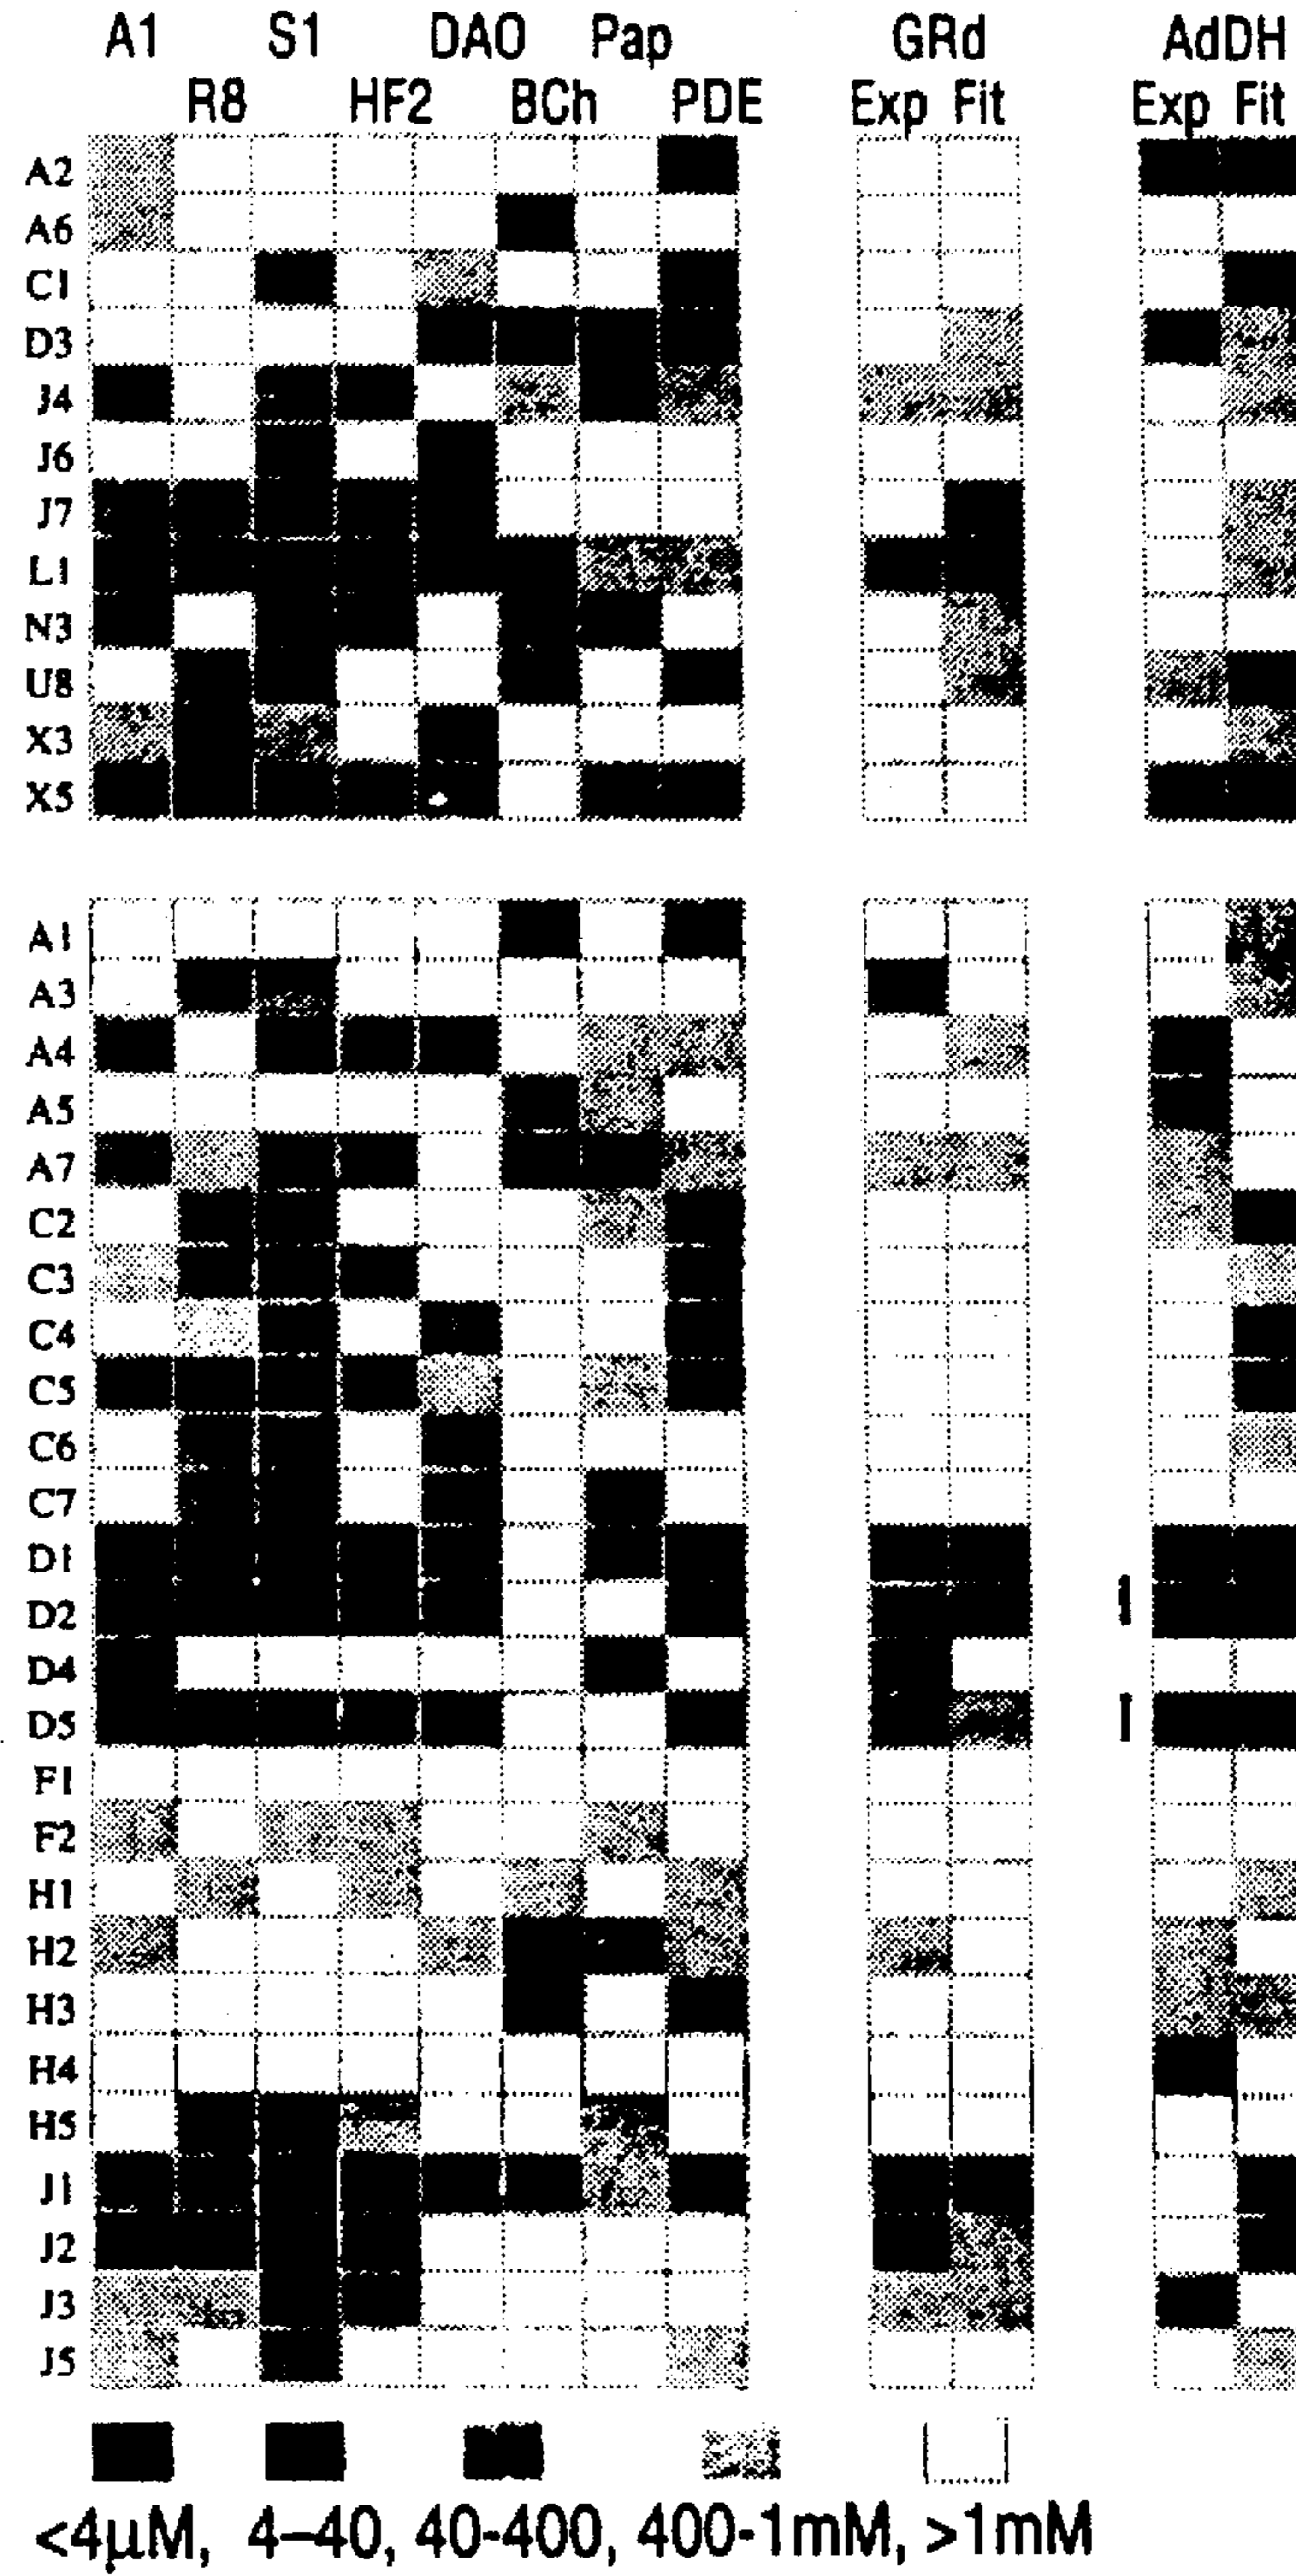 A1 S1 DAO Pap GRd AdDH
R8 HF2 BCh PDE Exp Fit Exp Fit
A2
A6
C1
D3
J4
J6
J7
L1
N3
U8
X3
X5
A1
A3
A4
A5
A7
C2
C3
C4
C5
C6
C7
D1
D2
D4
D5
F1
F2
H1
H2
H3
H4
H5
J1
J2
J3
J5
<4μM, 4–40, 40-400, 400-1mM, >1mM